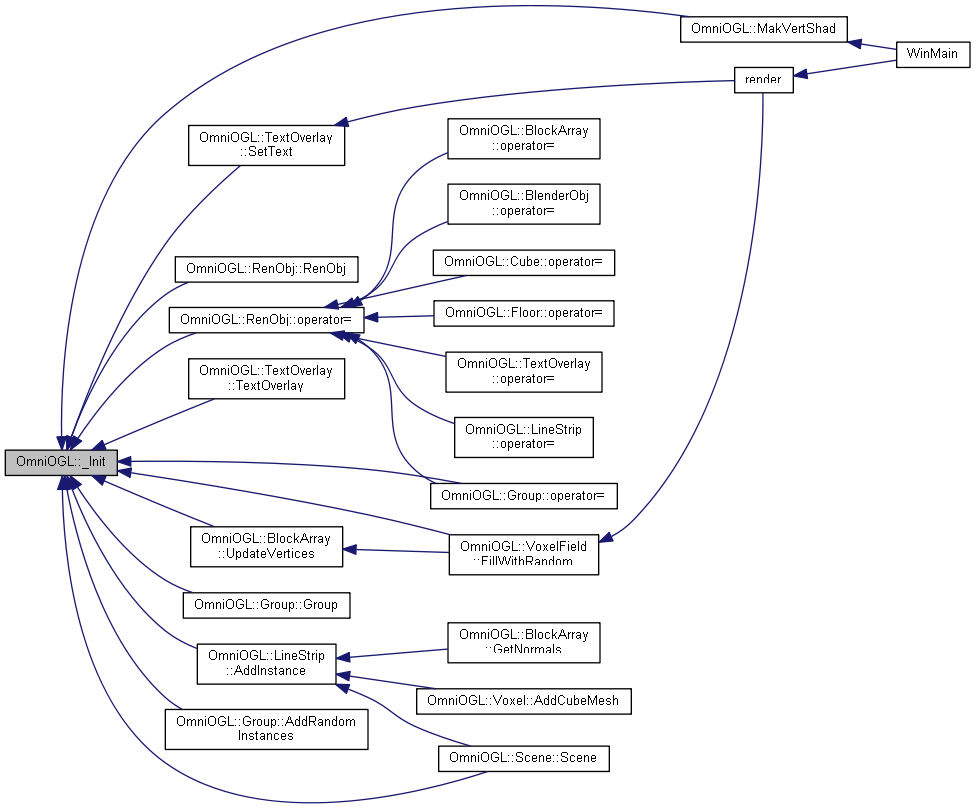 OmniOGL::MakVertShad
WinMain
render
OmniOGL::TextOverlay
::SetText
OmniOGL::BlockArray
::operator=
OmniOGL::BlenderObj
::operator=
OmniOGL::RenObj::RenObj
OmniOGL::Cube::operator=
OmniOGL::RenObj::operator=
OmniOGL::Floor::operator=
OmniOGL::TextOverlay
::TextOverlay
OmniOGL::TextOverlay
::operator=
OmniOGL::LineStrip
::operator=
OmniOGL::_Init
OmniOGL::Group::operator=
OmniOGL::BlockArray
::UpdateVertices
OmniOGL::VoxelField
::FillWithRandom
OmniOGL::Group::Group
OmniOGL::LineStrip
::AddInstance
OmniOGL::BlockArray
::GetNormals
OmniOGL::Voxel::AddCubeMesh
OmniOGL::Group::AddRandom
Instances
OmniOGL::Scene::Scene